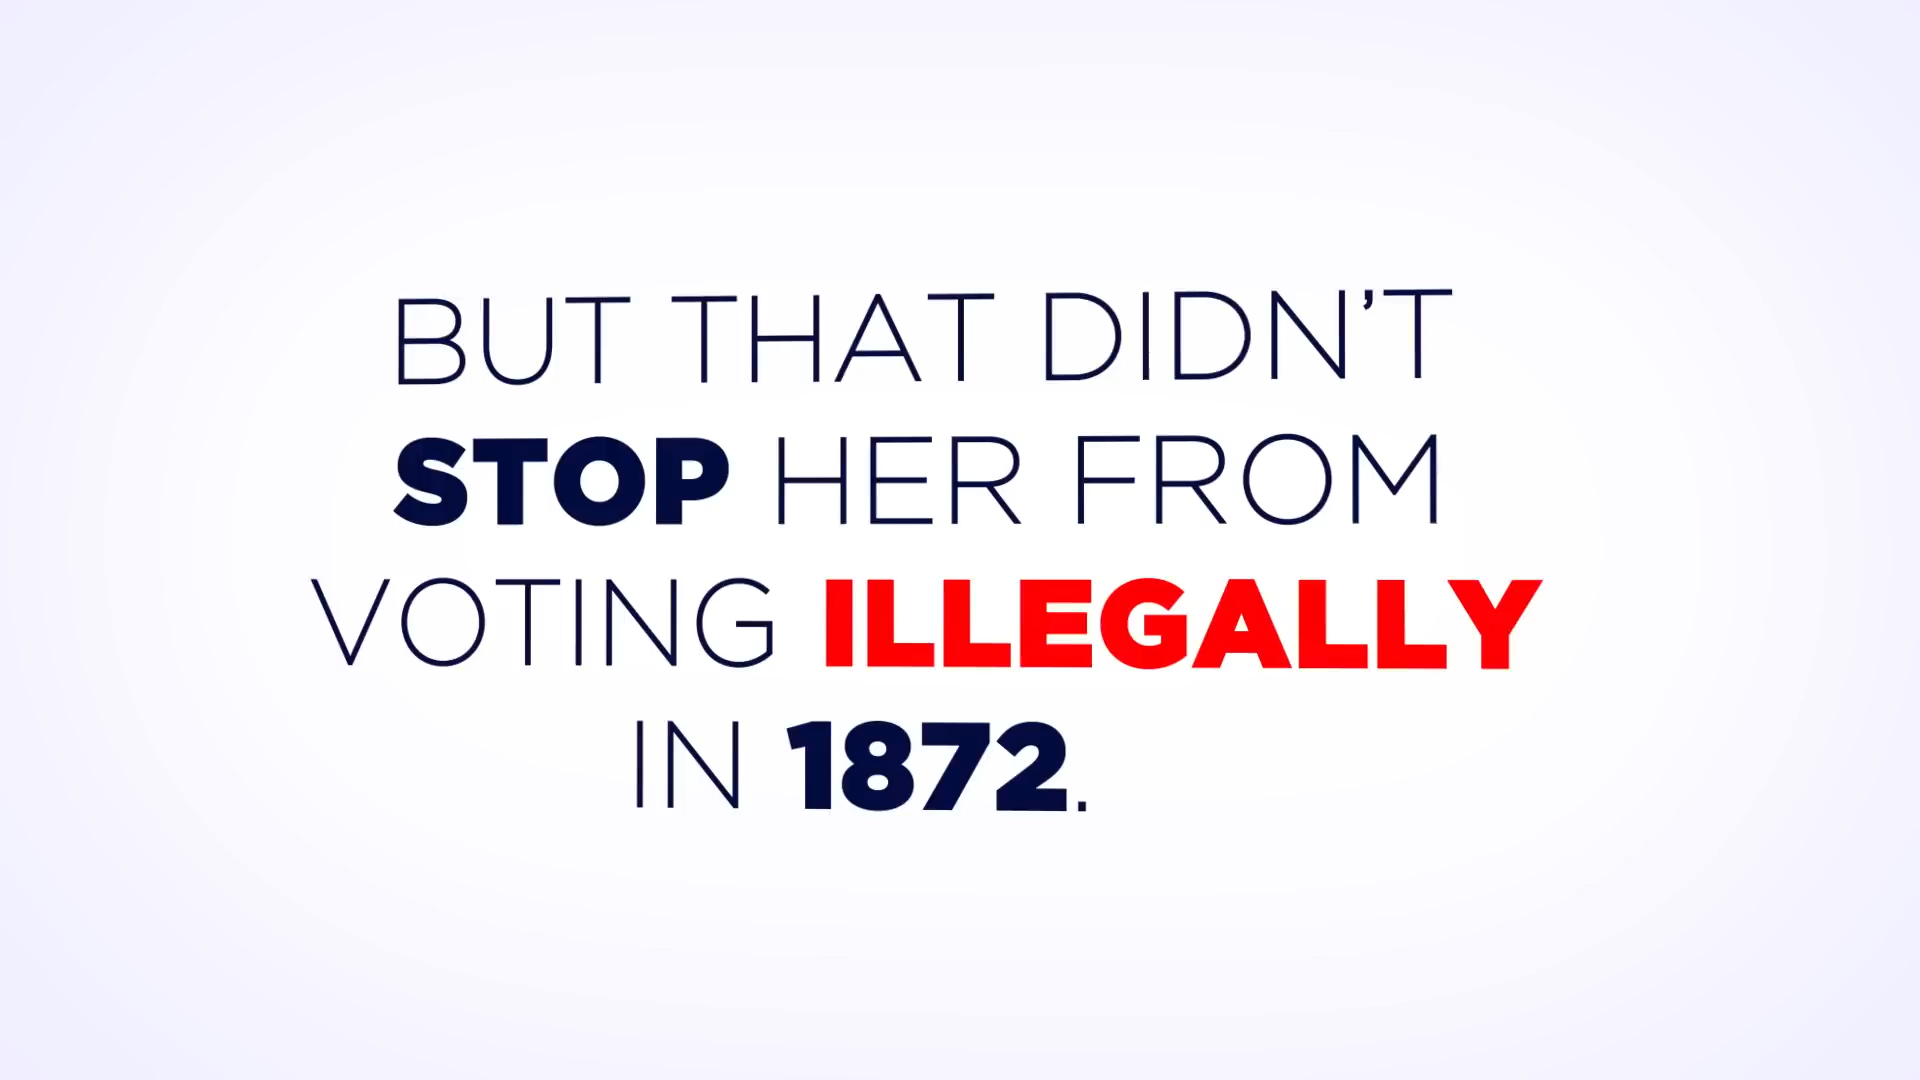 BUT THAT DIDN’T
STOP HER FROM
VOTING ILLEGALLY
IN 1872.